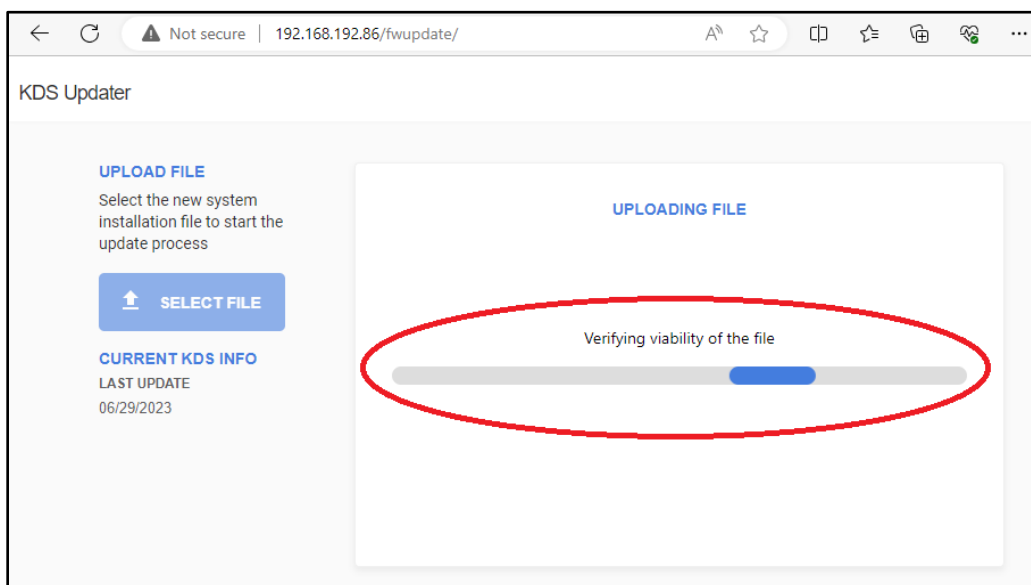 Not secure
192.168.192.86/fwupdate/
KDS Updater
UPLOAD FILE
Select the new system
installation file to start the
update process
SELECT FILE
CURRENT KDS INFO
LAST UPDATE
06/29/2023
UPLOADING FILE
Verifying viability of the file